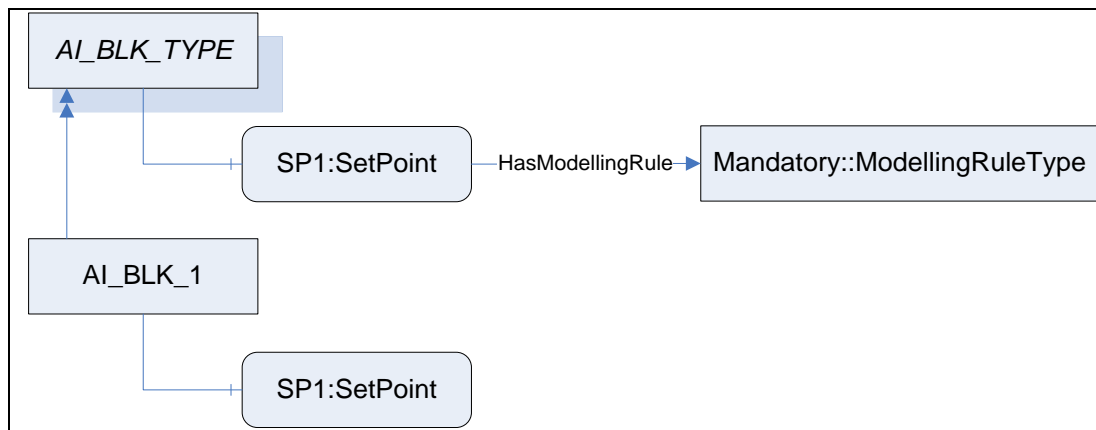 AI_BLK_TYPE
SP1:SetPoint
HasModellingRule
Mandatory::ModellingRuleType
AI_BLK_1
SP1:SetPoint